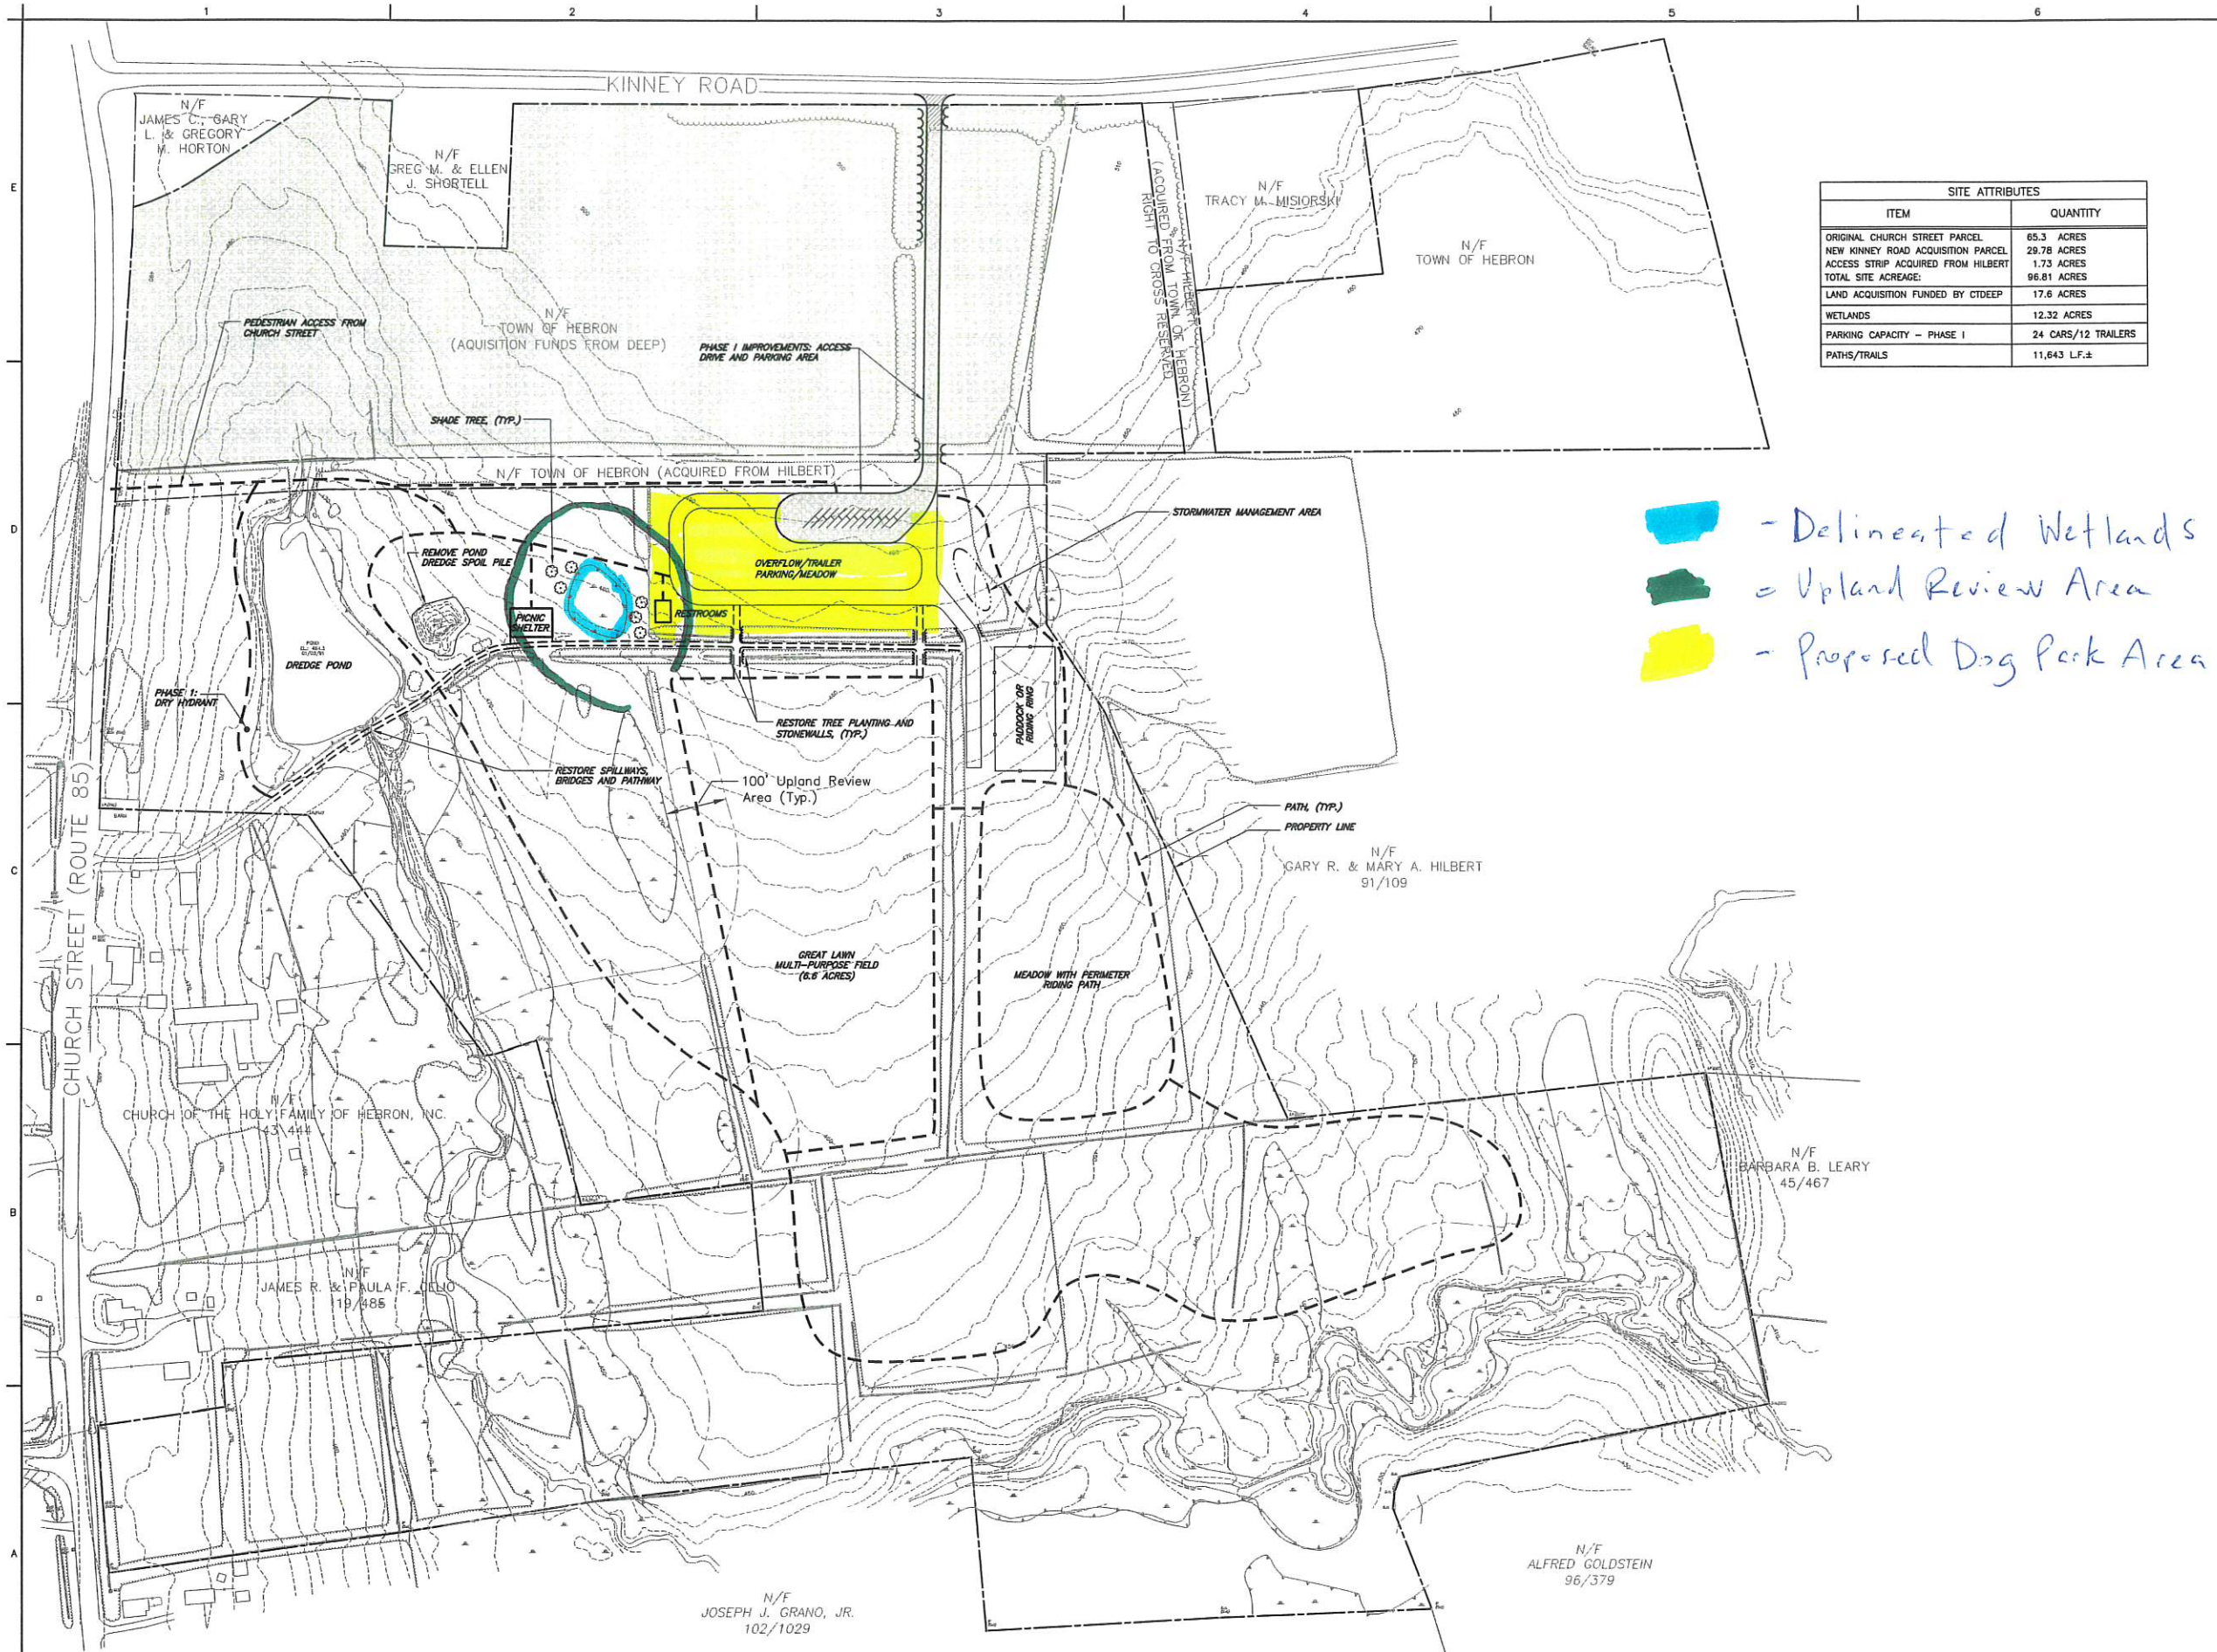 1 2 3 4 5 6
KINNEY ROAD
N/F
JAMES C., GARY
L. & GREGORY
M. HORTON
N/F
GREG M. & ELLEN
J. SHORTELL
E
N/F
TRACY M. MISIORSKI
N/F
TOWN OF HEBRON
N/F HILBERT
(ACQUIRED FROM TOWN OF HEBRON)
RIGHT TO CROSS RESERVED
SITE ATTRIBUTES
ITEM QUANTITY
ORIGINAL CHURCH STREET PARCEL 65.3 ACRES
NEW KINNEY ROAD ACQUISITION PARCEL 29.78 ACRES
ACCESS STRIP ACQUIRED FROM HILBERT 1.73 ACRES
TOTAL SITE ACREAGE: 96.81 ACRES
LAND ACQUISITION FUNDED BY CTDEEP 17.6 ACRES
WETLANDS 12.32 ACRES
PARKING CAPACITY – PHASE I 24 CARS/12 TRAILERS
PATHS/TRAILS 11,643 L.F.±
PEDESTRIAN ACCESS FROM
CHURCH STREET
N/F
TOWN OF HEBRON
(AQUISITION FUNDS FROM DEEP)
PHASE I IMPROVEMENTS: ACCESS
DRIVE AND PARKING AREA
SHADE TREE, (TYP.)
N/F TOWN OF HEBRON (ACQUIRED FROM HILBERT)
D
STORMWATER MANAGEMENT AREA
- Delineated Wetlands
= Upland Review Area
- Proposed Dog Park Area
REMOVE POND
DREDGE SPOIL PILE
OVERFLOW/TRAILER
PARKING/MEADOW
PICNIC
SHELTER
RESTROOMS
DREDGE POND
PHASE 1:
DRY HYDRANT
PADDOCK OR
RIDING RING
RESTORE TREE PLANTING AND
STONEWALLS, (TYP.)
RESTORE SPILLWAYS,
BRIDGES AND PATHWAY
100' Upland Review
Area (Typ.)
PATH, (TYP.)
PROPERTY LINE
BARN
CHURCH STREET (ROUTE 85)
C
N/F
GARY R. & MARY A. HILBERT
91/109
GREAT LAWN
MULTI-PURPOSE FIELD
(6.6 ACRES)
MEADOW WITH PERIMETER
RIDING PATH
N/F
CHURCH OF THE HOLY FAMILY OF HEBRON, INC.
43\444
N/F
BARBARA B. LEARY
45/467
B
N/F
JAMES R. & PAULA F. CELIO
119/485
A
N/F
ALFRED GOLDSTEIN
96/379
N/F
JOSEPH J. GRANO, JR.
102/1029